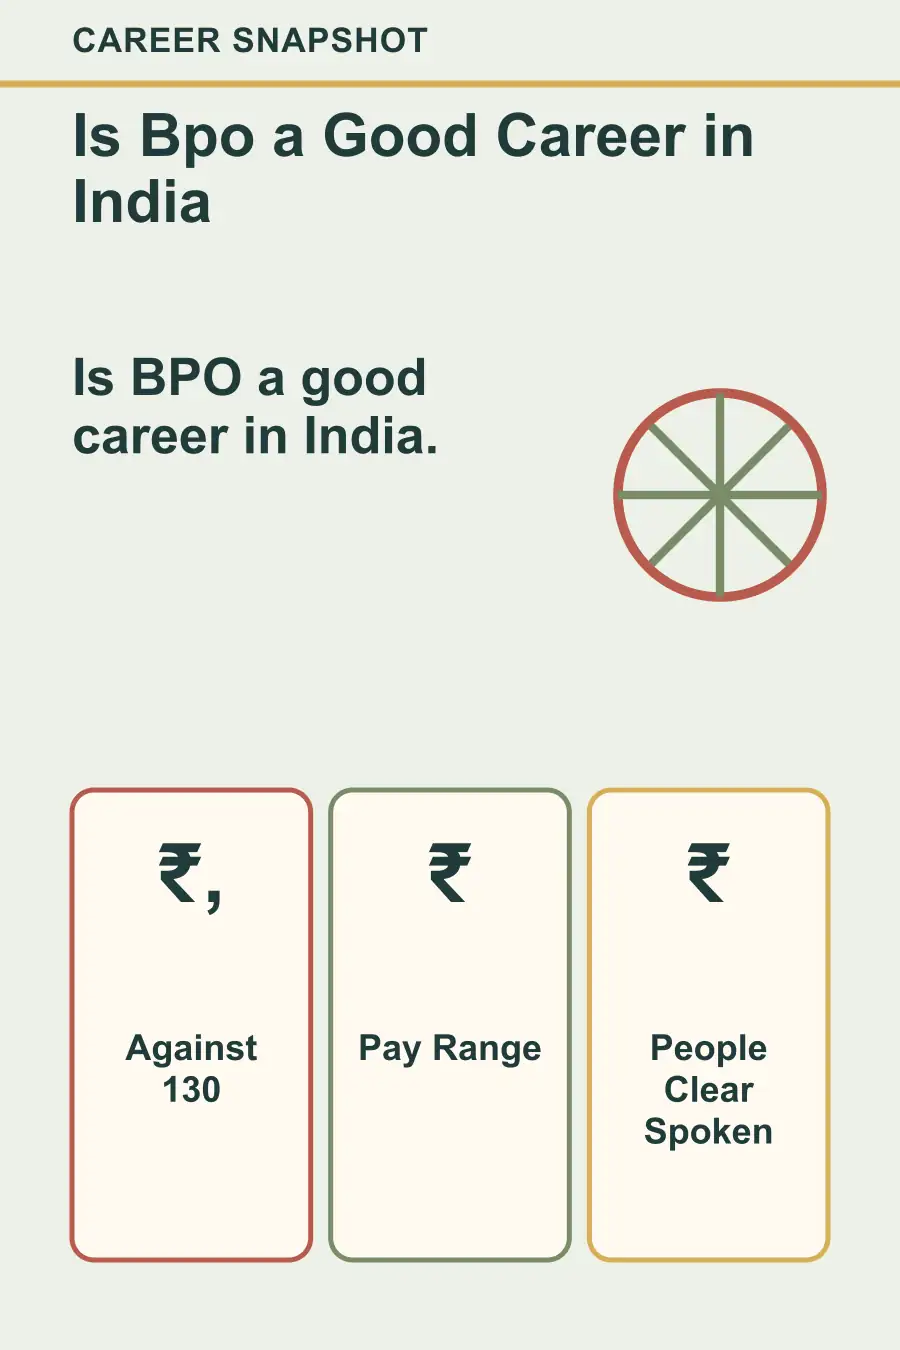 CAREER SNAPSHOT
Is Bpo a Good Career in
India
Is BPO a good
career in India.
₹,
Against
130
₹
Pay Range
₹
People
Clear
Spoken